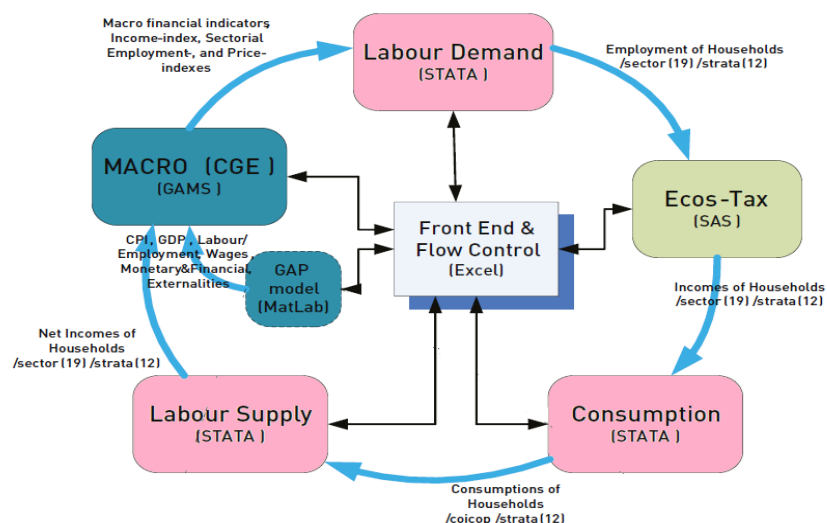 Macro financial indicators,
Income-index, Sectorial
Employment-, and Price-
indexes
Labour Demand
(STATA )
Employment of Households
/sector (19) /strata (12)
MACRO (CGE )
(GAMS )
Ecos-Tax
(SAS )
Front End &
Flow Control
(Excel)
CPI, GDP, Labour/
Employment, Wages,
Monetary&Financial,
Externalities
GAP
model
(MatLab)
Incomes of Households
/sector (19) /strata (12)
Net Incomes of
Households
/sector (19) /strata (12)
Labour Supply
(STATA )
Consumption
(STATA )
Consumptions of
Households
/coicop /strata (12)